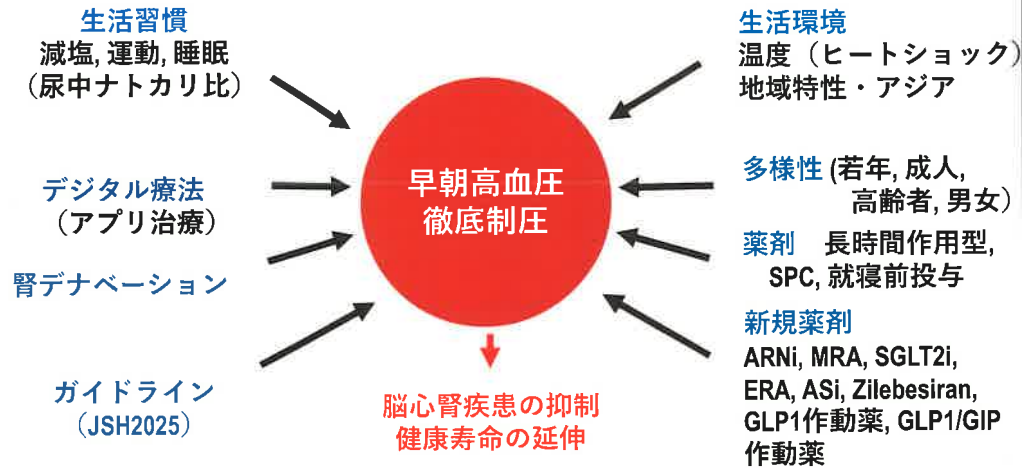 生活習慣
減塩, 運動, 睡眠
（尿中ナトカリ比）
デジタル療法
（アプリ治療）
腎デナベーション
ガイドライン
（JSH2025）
早朝高血圧
徹底制圧
脳心腎疾患の抑制
健康寿命の延伸
生活環境
温度（ヒートショック）
地域特性・アジア
多様性 (若年, 成人,
高齢者, 男女）
薬剤　長時間作用型,
SPC, 就寝前投与
新規薬剤
ARNi, MRA, SGLT2i,
ERA, ASi, Zilebesiran,
GLP1作動薬, GLP1/GIP
作動薬